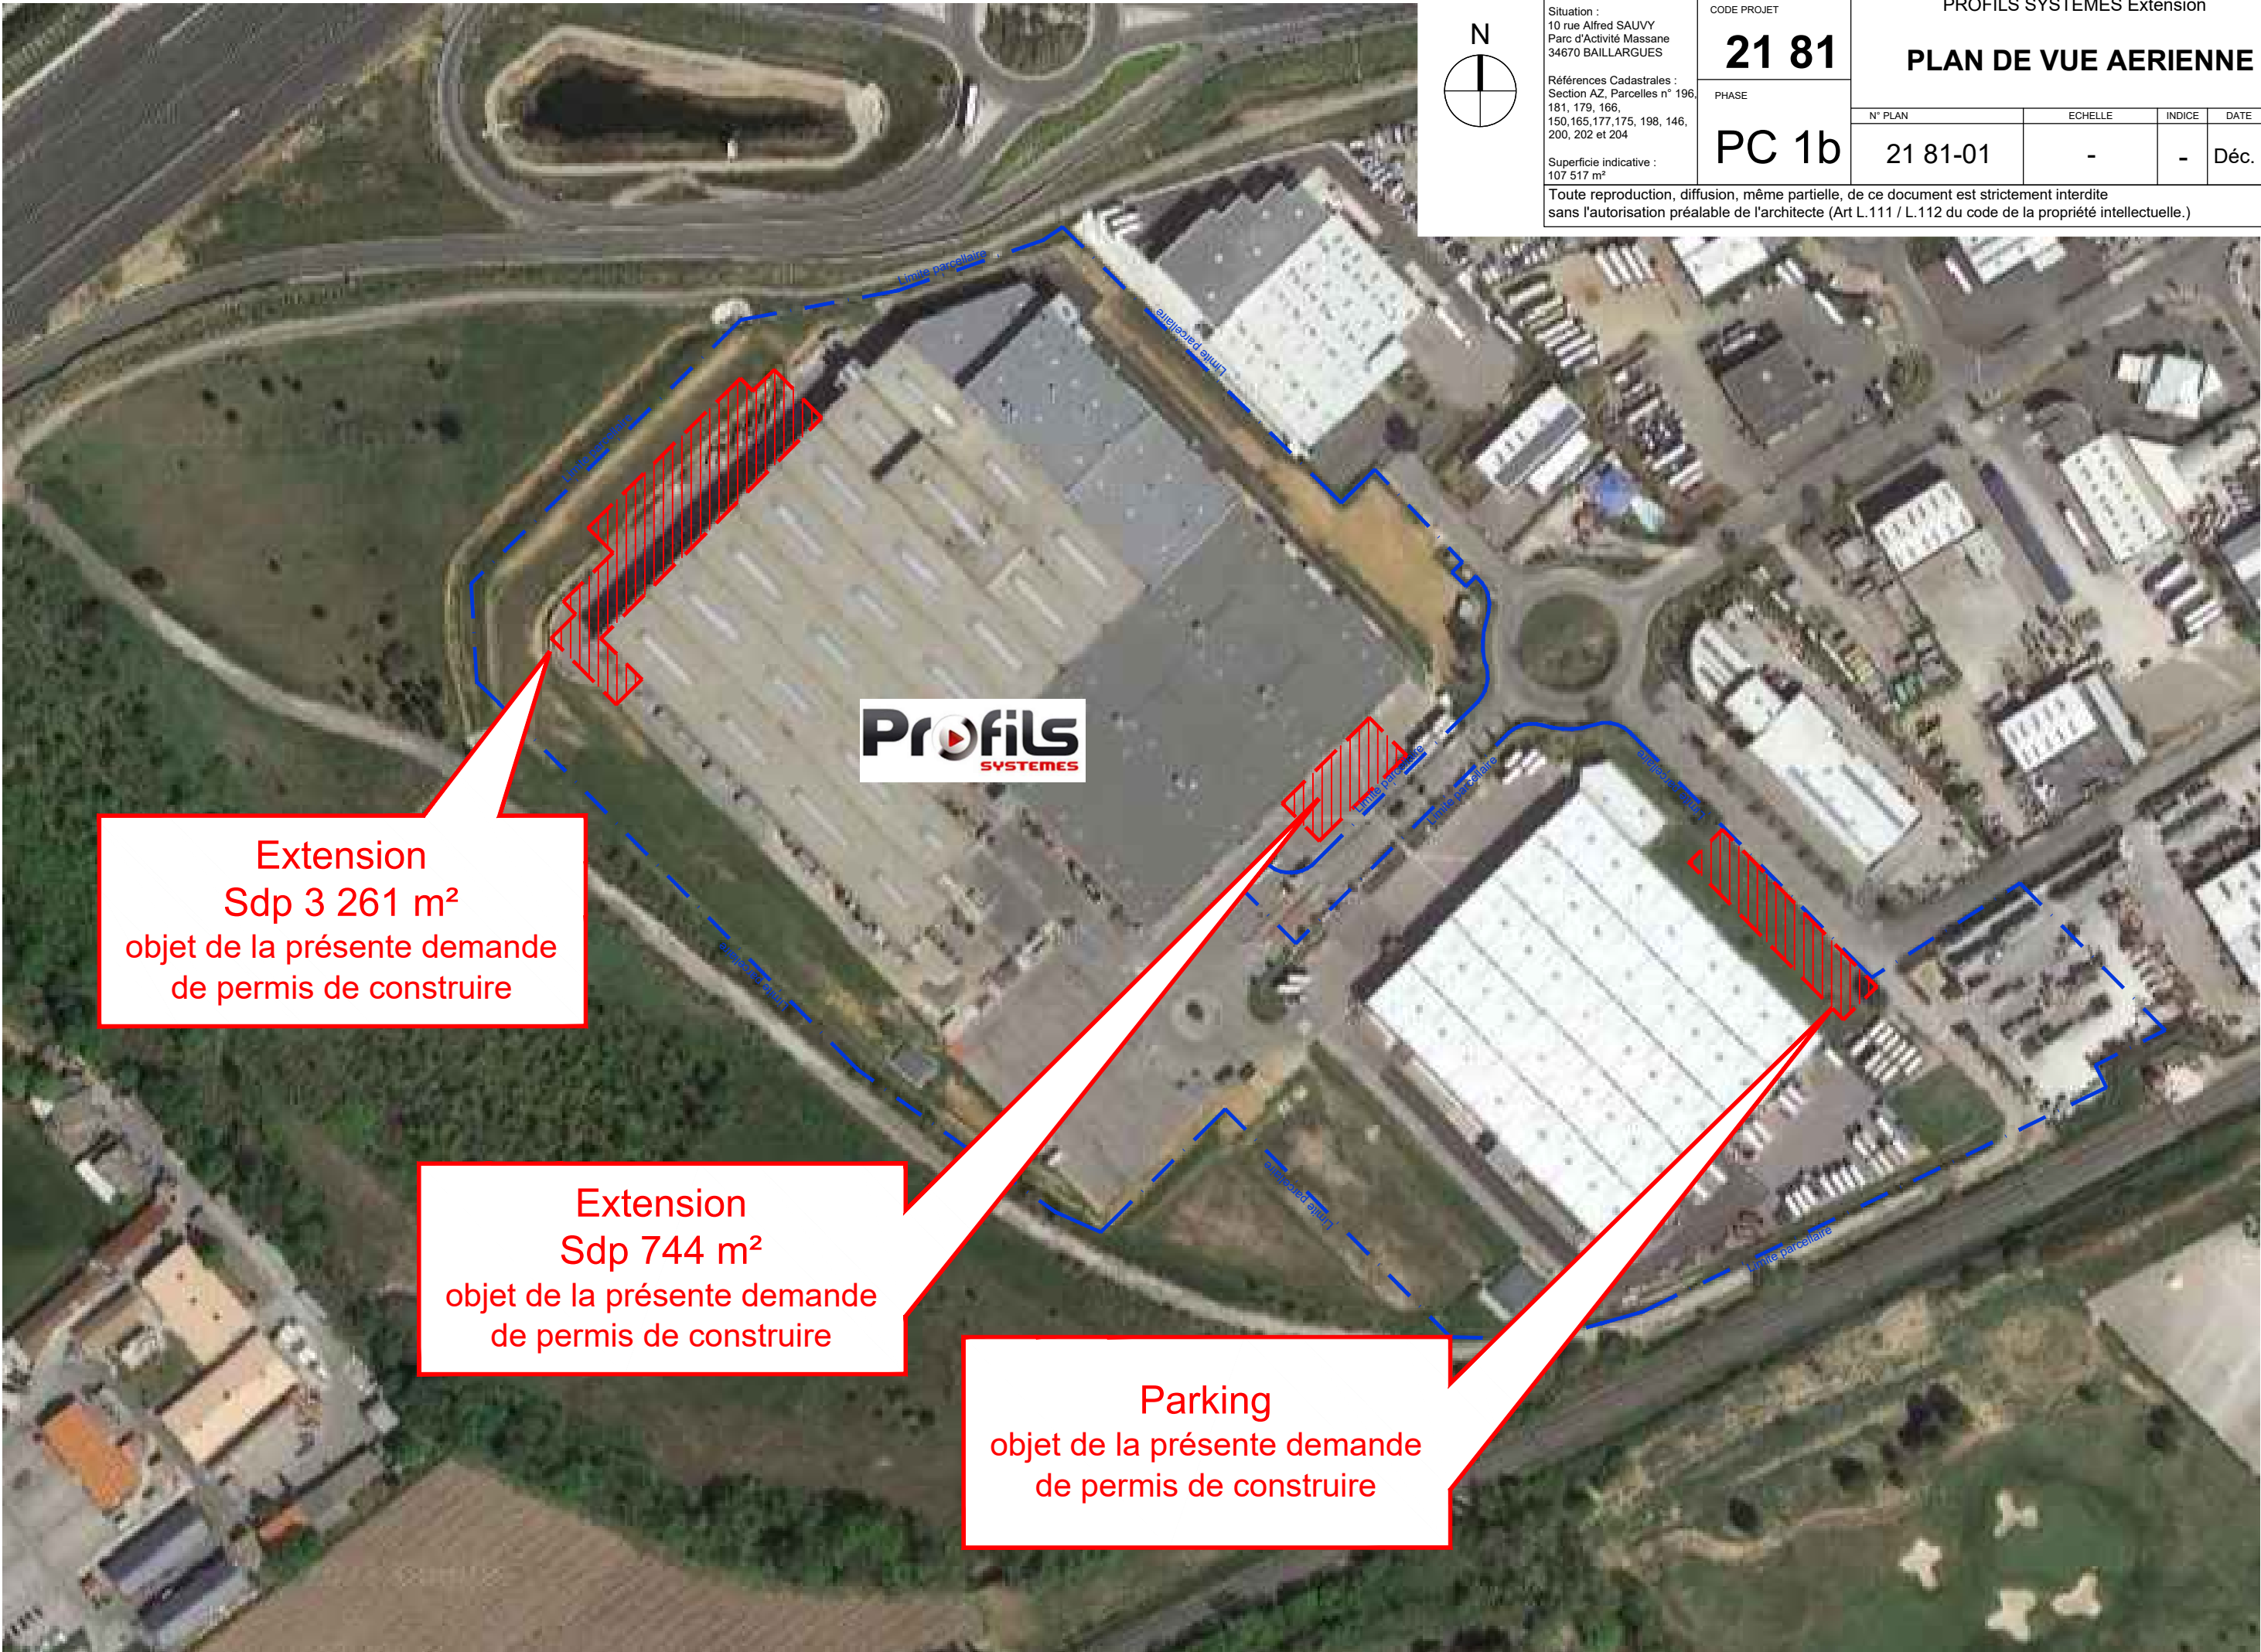 N
Situation :
10 rue Alfred SAUVY
Parc d'Activité Massane
34670 BAILLARGUES
Références Cadastrales :
Section AZ, Parcelles n° 196,
181, 179, 166,
150,165,177,175, 198, 146,
200, 202 et 204
Superficie indicative :
107 517 m²
CODE PROJET
21 81
PHASE
PC 1b
PROFILS SYSTEMES Extension
PLAN DE VUE AERIENNE
N° PLAN
ECHELLE
INDICE
DATE
21 81-01
-
-
Déc.
Toute reproduction, diffusion, même partielle, de ce document est strictement interdite
sans l'autorisation préalable de l'architecte (Art L.111 / L.112 du code de la propriété intellectuelle.)
Limite parcellaire
Limite parcellaire
Limite parcellaire
Profils
SYSTEMES
Limite parcellaire
Limite parcellaire
Limite parcellaire
Extension
Sdp 3 261 m²
objet de la présente demande
de permis de construire
Limite parcellaire
Extension
Sdp 744 m²
objet de la présente demande
de permis de construire
Limite parcellaire
Limite parcellaire
Parking
objet de la présente demande
de permis de construire